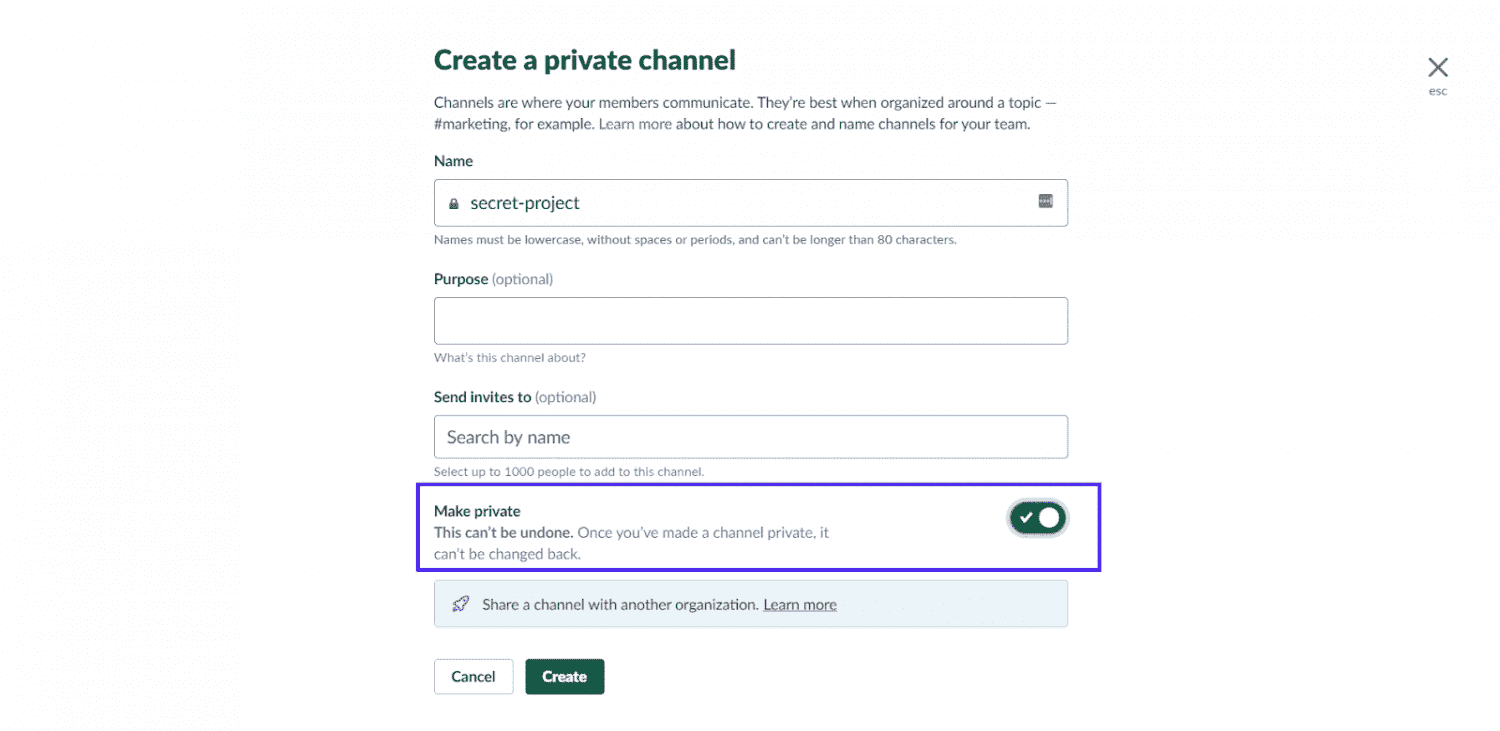 Create a private channel
esc
Channels are where your members communicate. They're best when organized around a topic —
#marketing, for example. Learn more about how to create and name channels for your team.
Name
secret-project
Names must be lowercase, without spaces or periods, and can't be longer than 80 characters.
Purpose (optional)
What's this channel about?
Send invites to (optional)
Search by name
Select up to 1000 people to add to this channel.
Make private
This can't be undone. Once you've made a channel private, it
can't be changed back.
Share a channel with another organization. Learn more
Cancel
Create